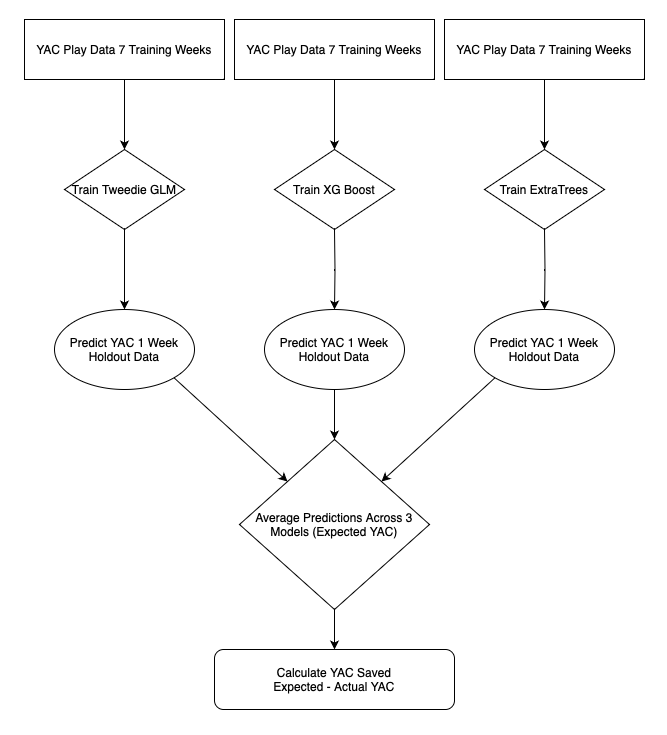 YAC Play Data 7 Training Weeks
YAC Play Data 7 Training Weeks
YAC Play Data 7 Training Weeks
Train Tweedie GLM
Train XG Boost
Train ExtraTrees
Predict YAC 1 Week
Holdout Data
Predict YAC 1 Week
Holdout Data
Predict YAC 1 Week
Holdout Data
Average Predictions Across 3
Models (Expected YAC)
Calculate YAC Saved
Expected - Actual YAC